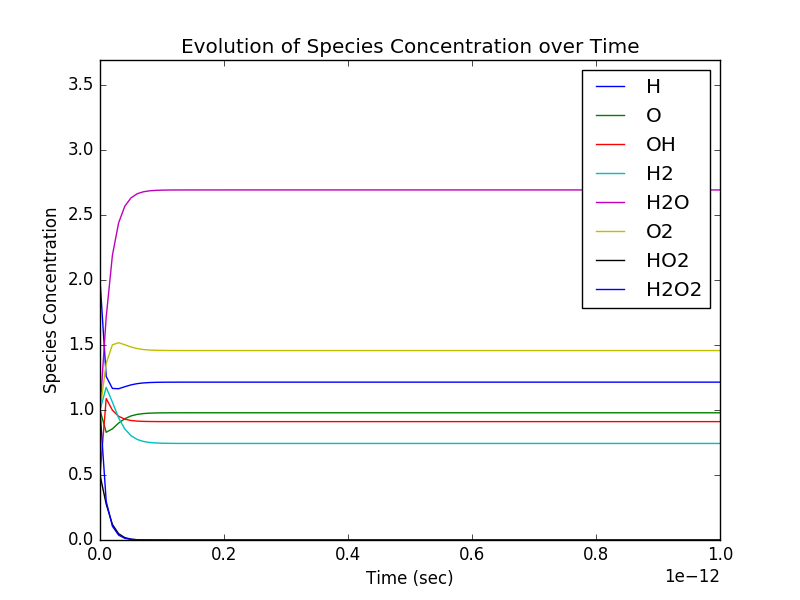 Evolution of Species Concentration over Time
Species Concentration
3.5
3.0
2.5
2.0
1.5
1.0
0.5
0.0
H
O
OH
H2
H2O
O2
HO2
H2O2
0.0 0.2 0.4 0.6 0.8 1.0
1e−12
Time (sec)